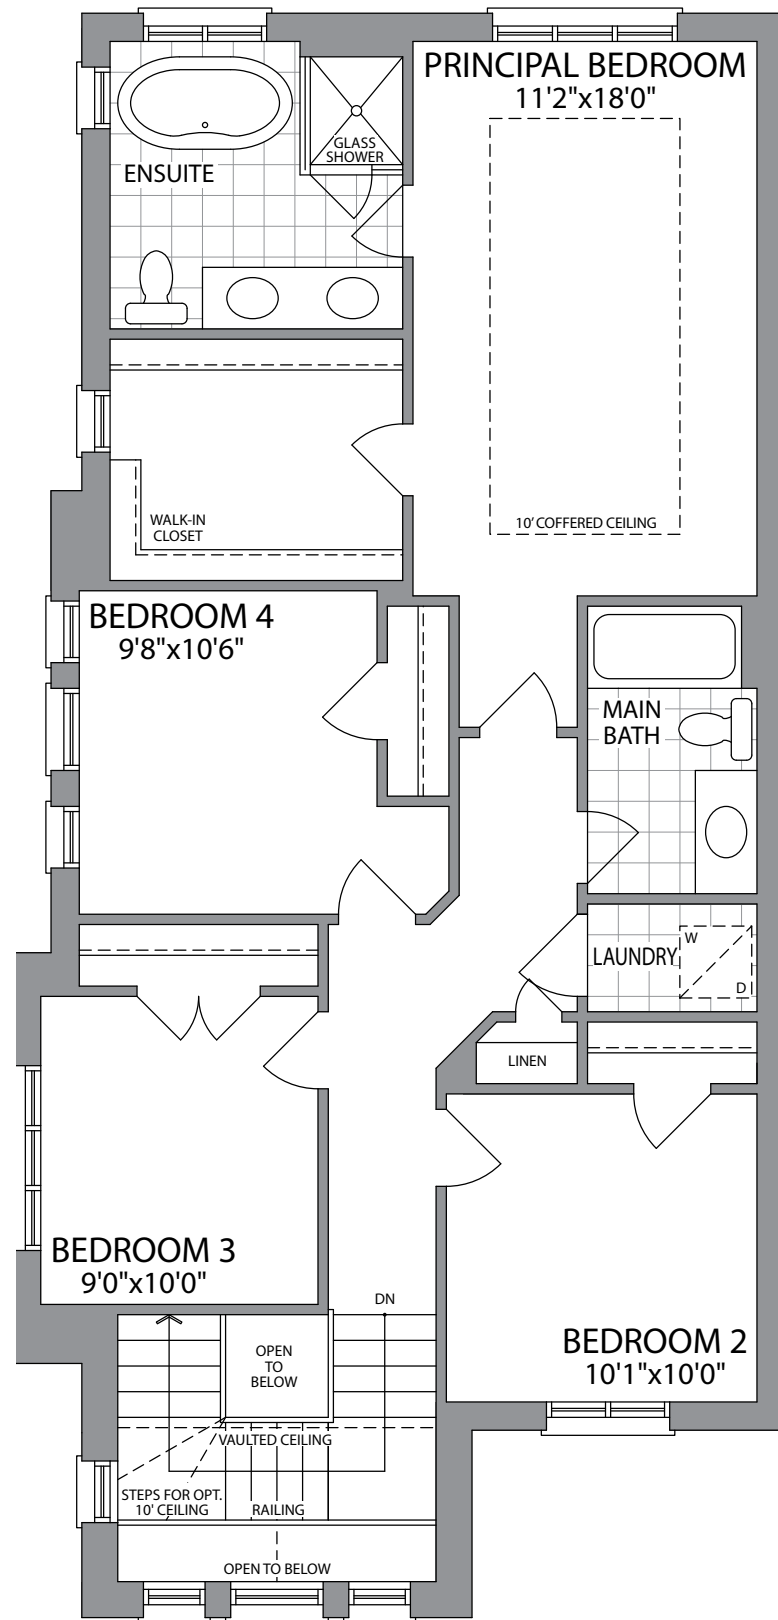 PRINCIPAL BEDROOM
11'2"x18'0"
GLASS
SHOWER
ENSUITE
10' COFFERED CEILING
WALK-IN
CLOSET
BEDROOM 4
9'8"x10'6"
MAIN
BATH
LAUNDRY
W
D
LINEN
BEDROOM 3
9'0"x10'0"
DN
OPEN
TO
BELOW
BEDROOM 2
10'1"x10'0"
VAULTED CEILING
STEPS FOR OPT.
10' CEILING
RAILING
OPEN TO BELOW